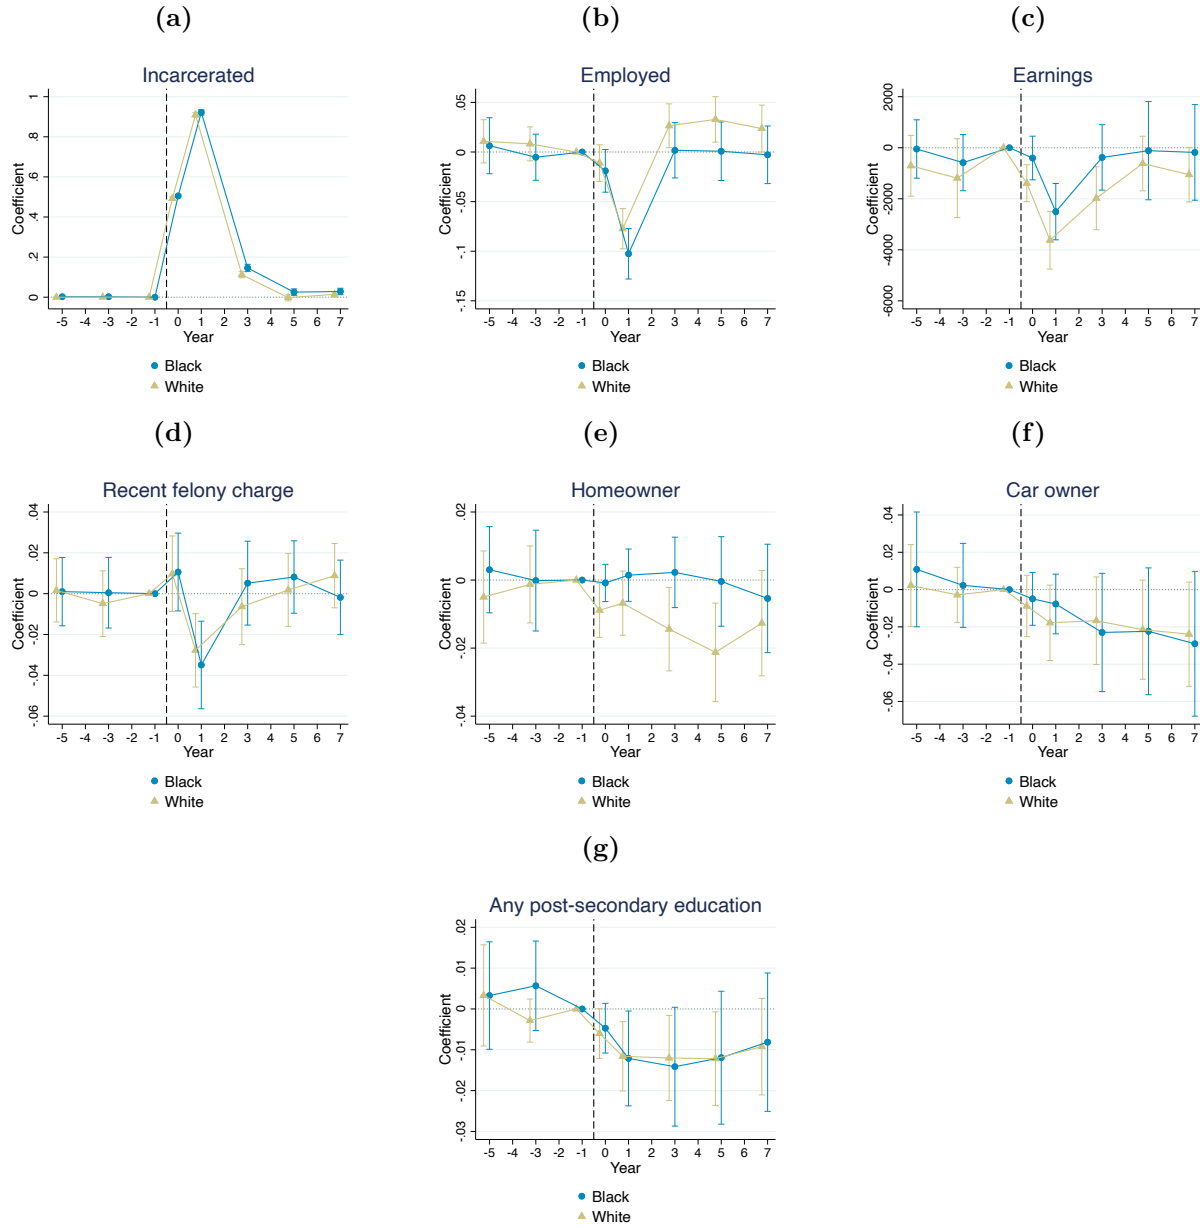 (a)
Incarcerated
Coefficient
1
.8
.6
.4
.2
0
-5 -4 -3 -2 -1 0 1 2 3 4 5 6 7
Year
Black
White
(b)
Employed
Coefficient
.05
0
-.05
-.1
-.15
-5 -4 -3 -2 -1 0 1 2 3 4 5 6 7
Year
Black
White
(c)
Earnings
Coefficient
2000
0
-2000
-4000
-6000
-5 -4 -3 -2 -1 0 1 2 3 4 5 6 7
Year
Black
White
(d)
Recent felony charge
Coefficient
.04
.02
0
-.02
-.04
-.06
-5 -4 -3 -2 -1 0 1 2 3 4 5 6 7
Year
Black
White
(e)
Homeowner
Coefficient
.02
0
-.02
-.04
-5 -4 -3 -2 -1 0 1 2 3 4 5 6 7
Year
Black
White
(f)
Car owner
Coefficient
.04
.02
0
-.02
-.04
-.06
-5 -4 -3 -2 -1 0 1 2 3 4 5 6 7
Year
Black
White
(g)
Any post-secondary education
Coefficient
.02
.01
0
-.01
-.02
-.03
-5 -4 -3 -2 -1 0 1 2 3 4 5 6 7
Year
Black
White